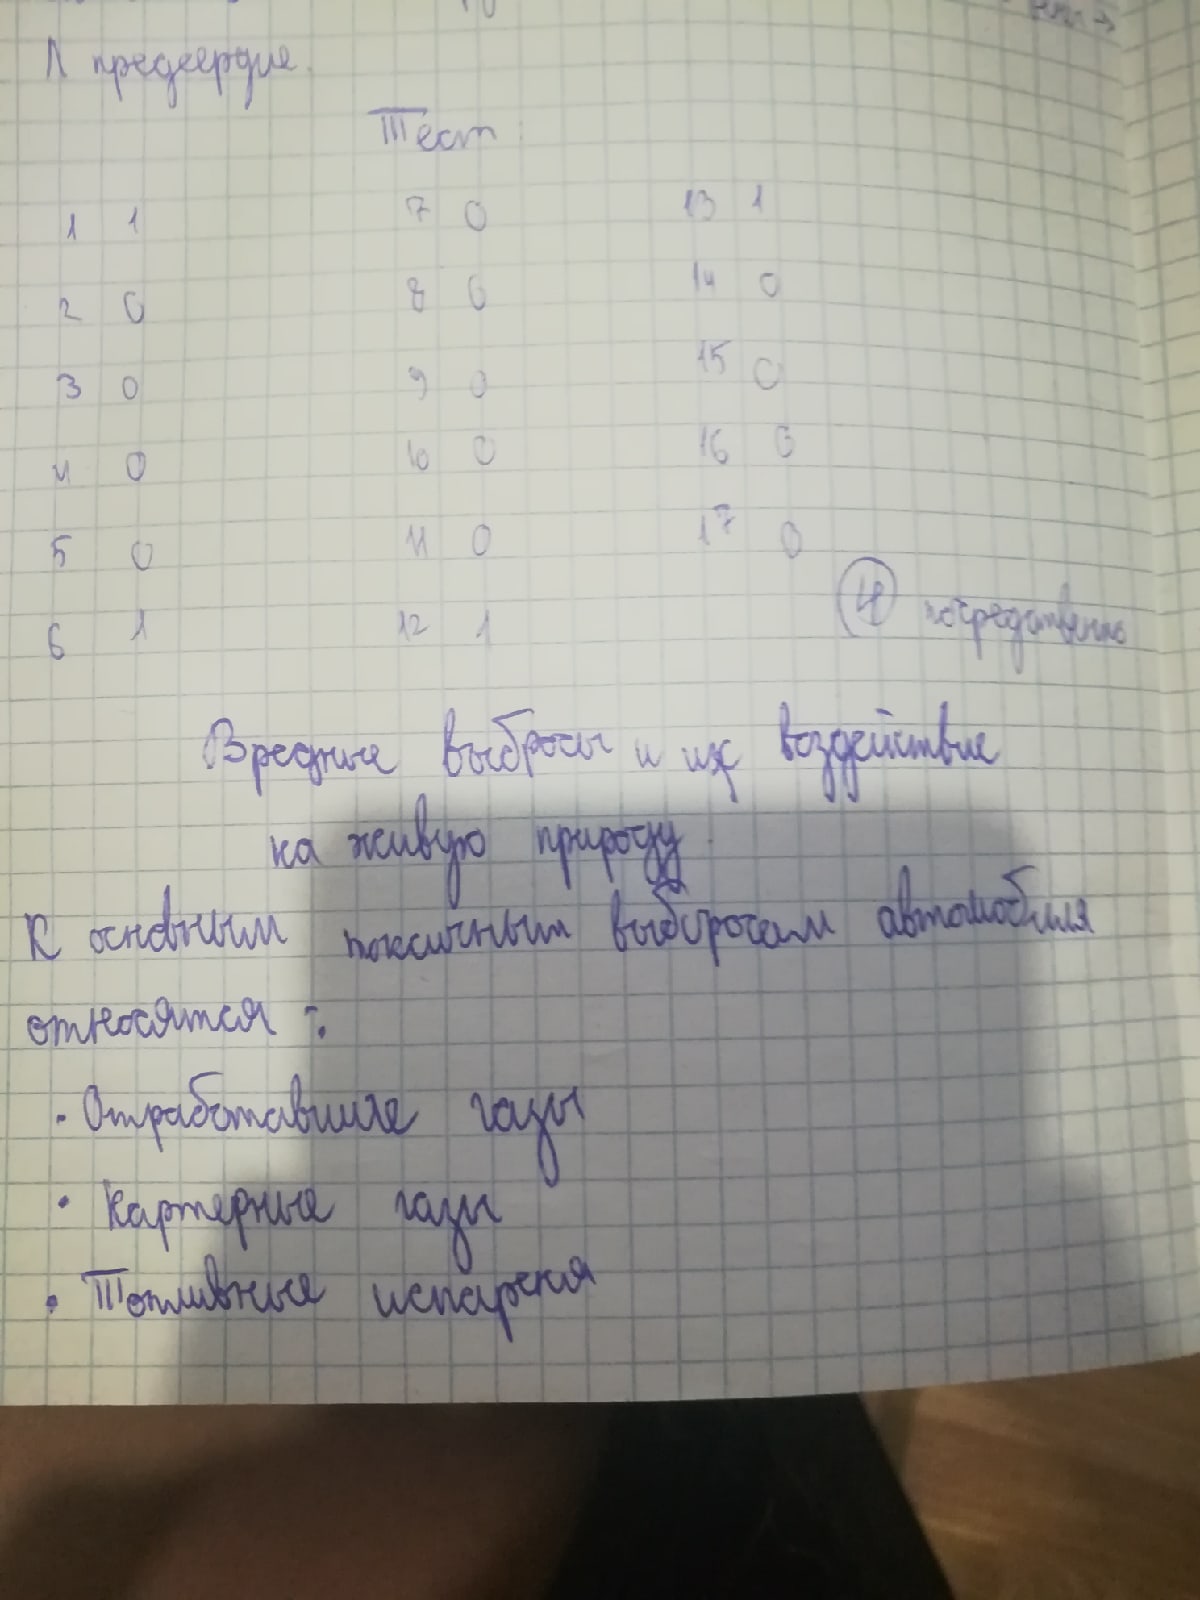 Л предсердие.
Тест:
1 1 7 0 13 1
2 0 8 0 14 0
3 0 9 0 15 0
4 0 10 0 16 0
5 0 11 0 17 0
6 1 12 1
4 посредственно
Вредные выбросы и их воздействие
на живую природу.
К основным токсичным выбросам автомобиля
относятся:
· Отработавшие газы
· Картерные газы
· Топливные испарения